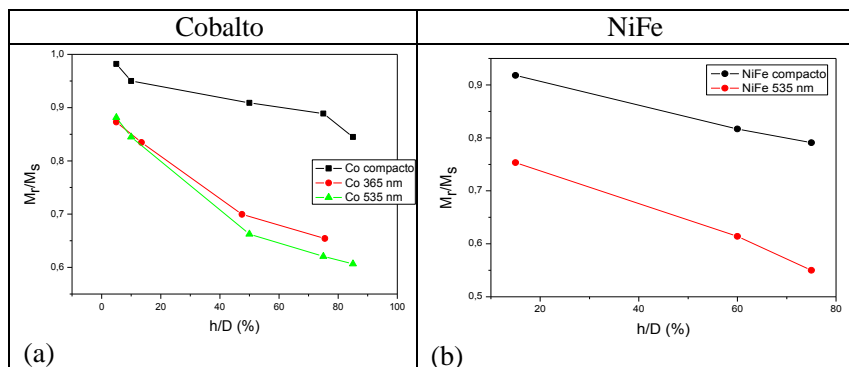 Cobalto
NiFe
1,0
0,9
0,8
0,7
0,6
Mr/Ms
Co compacto
Co 365 nm
Co 535 nm
0
20
40
60
80
100
h/D (%)
(a)
0,9
0,8
0,7
0,6
0,5
Mr/Ms
NiFe compacto
NiFe 535 nm
20
40
60
80
h/D (%)
(b)